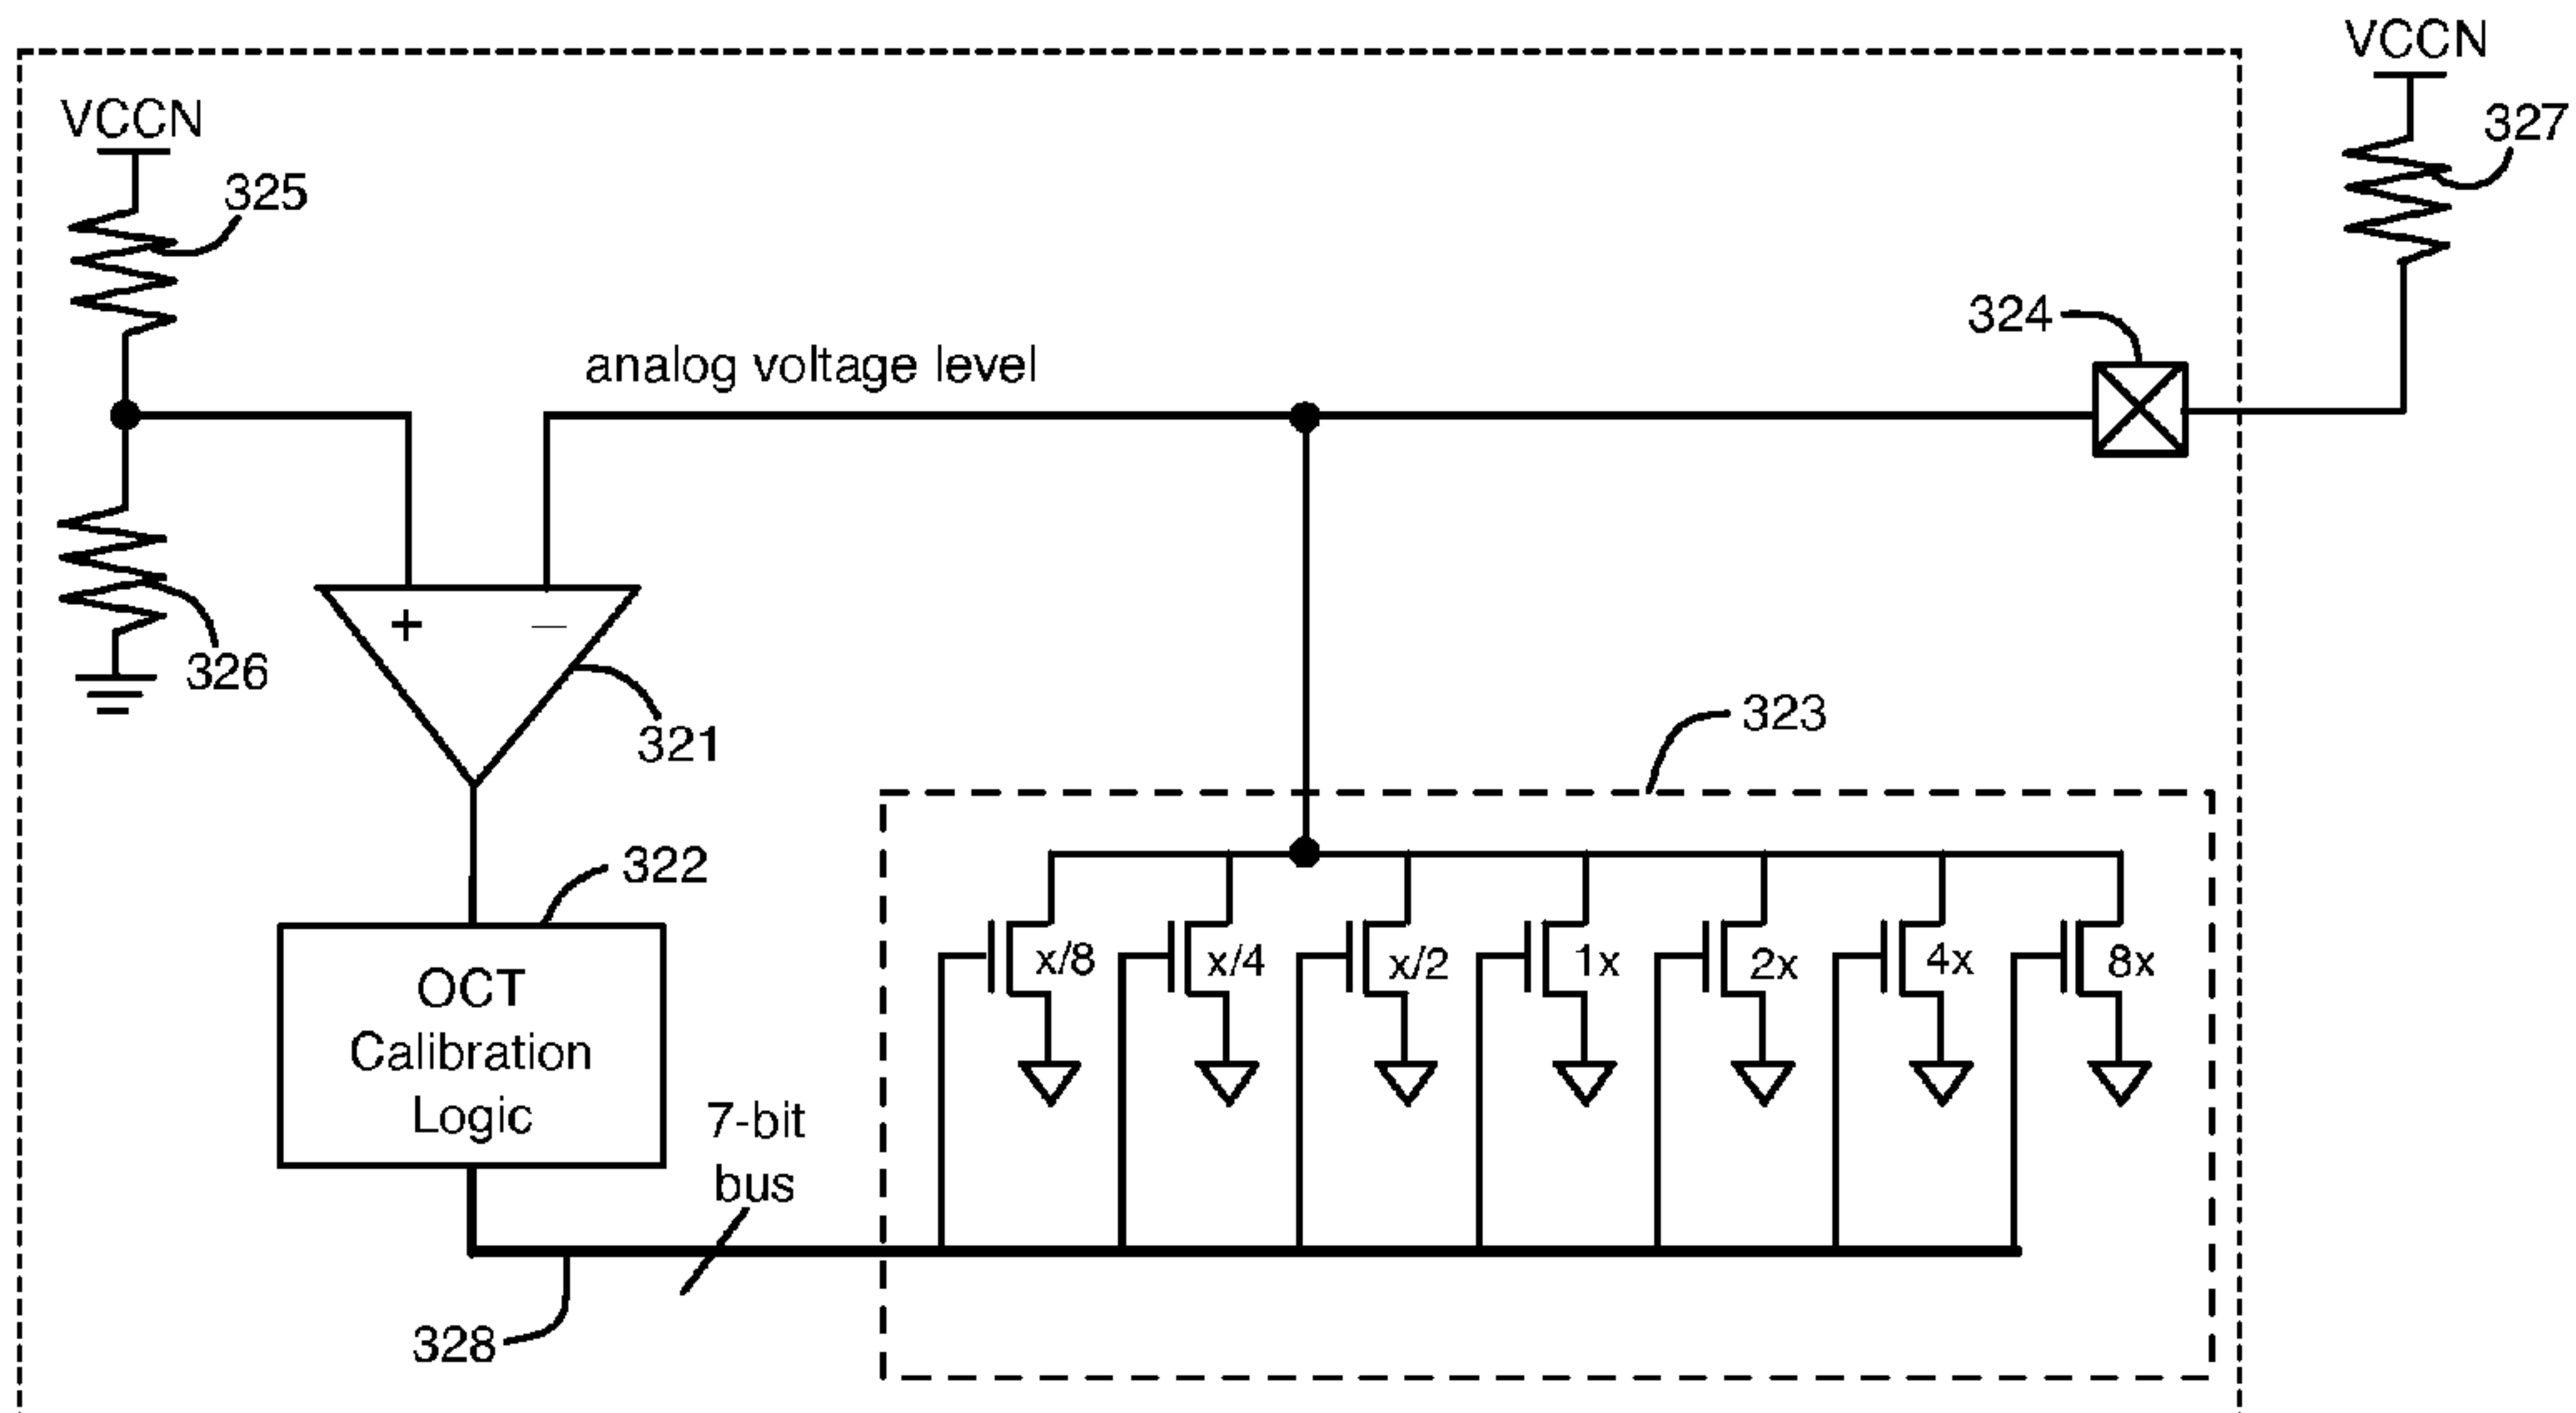 VCCN
VCCN
327
325
324
analog voltage level
+
–
326
321
323
322
x/8
x/4
x/2
1x
2x
4x
8x
OCT
Calibration
Logic
7-bit
bus
328